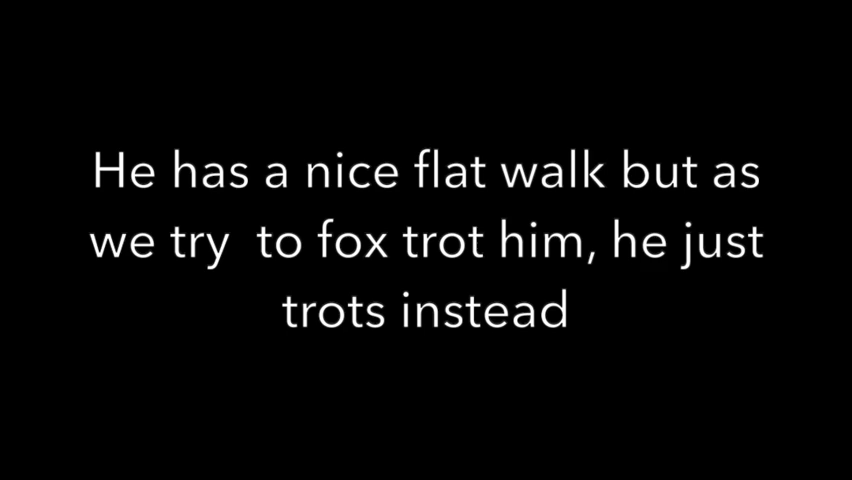 He has a nice flat walk but as
we try  to fox trot him, he just
trots instead